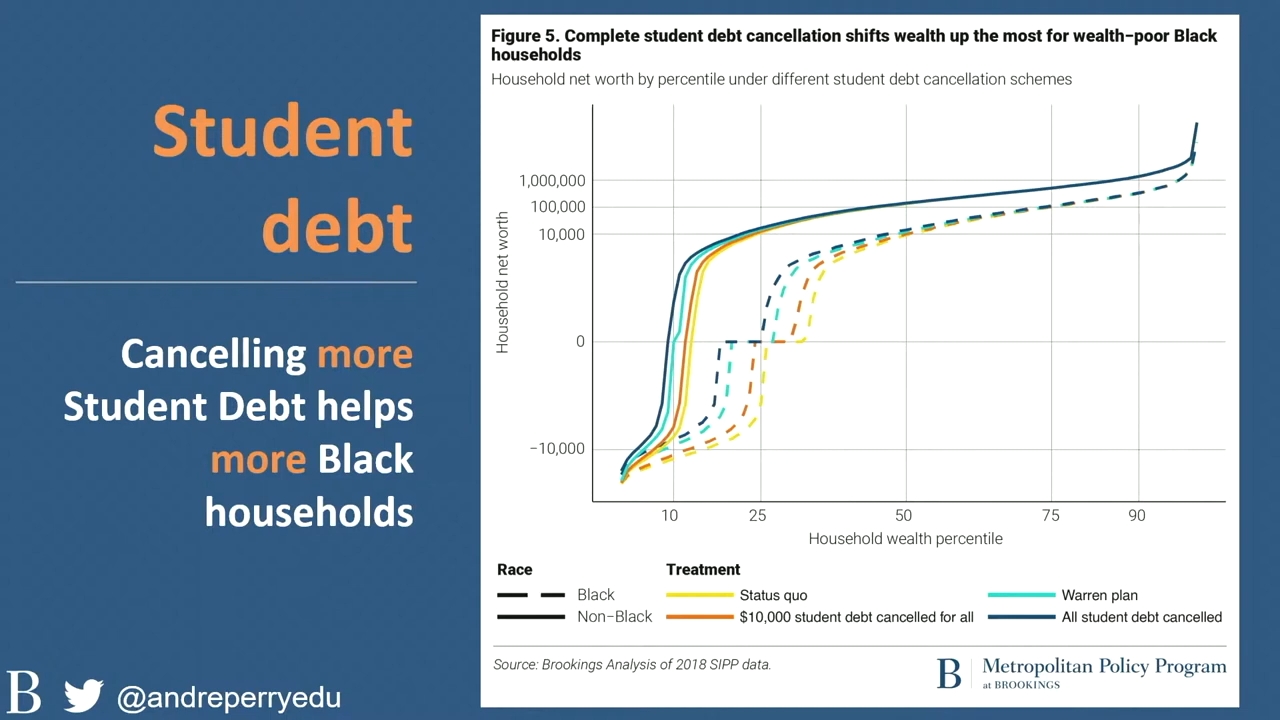 Student
debt
Cancelling more
Student Debt helps
more Black
households
B @andreperryedu
Figure 5. Complete student debt cancellation shifts wealth up the most for wealth-poor Black
households
Household net worth by percentile under different student debt cancellation schemes
Household net worth
1,000,000
100,000
10,000
0
−10,000
10 25 50 75 90
Household wealth percentile
Race Treatment
Black Status quo Warren plan
Non-Black $10,000 student debt cancelled for all All student debt cancelled
Source: Brookings Analysis of 2018 SIPP data.
B Metropolitan Policy Program
at BROOKINGS